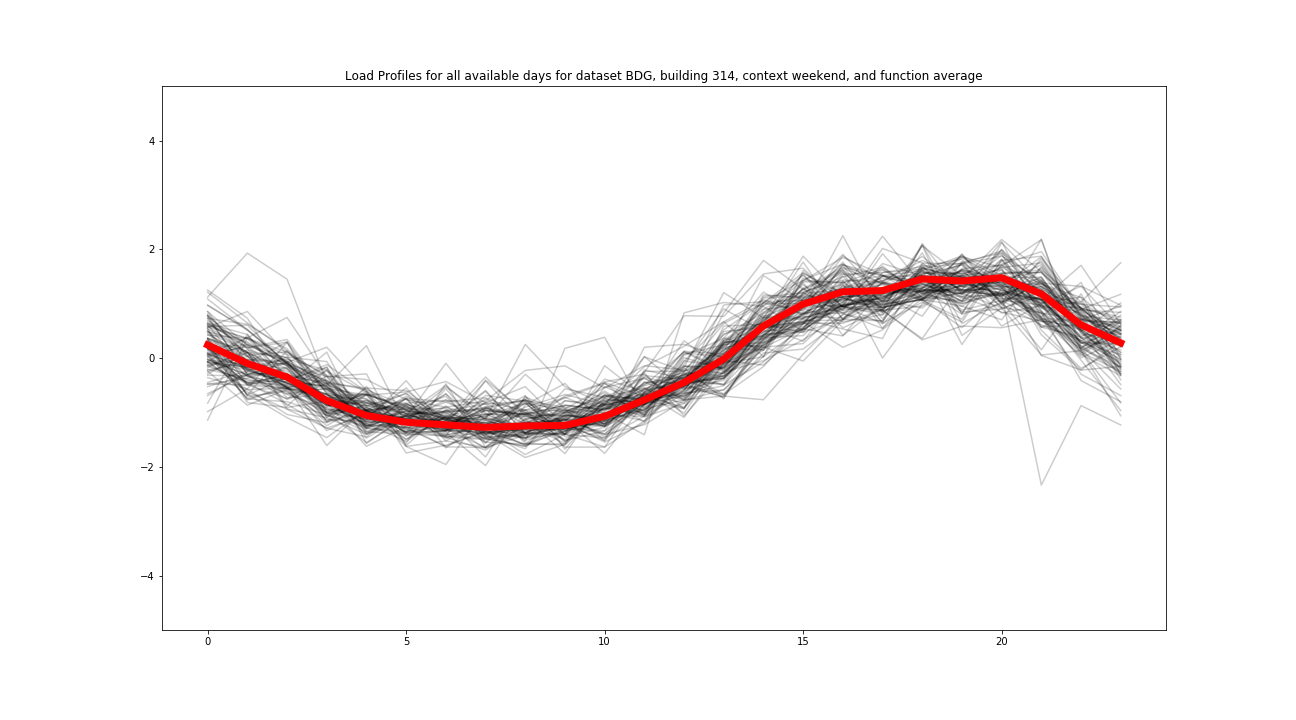 Load Profiles for all available days for dataset BDG, building 314, context weekend, and function average
4
2
0
−2
−4
0 5 10 15 20